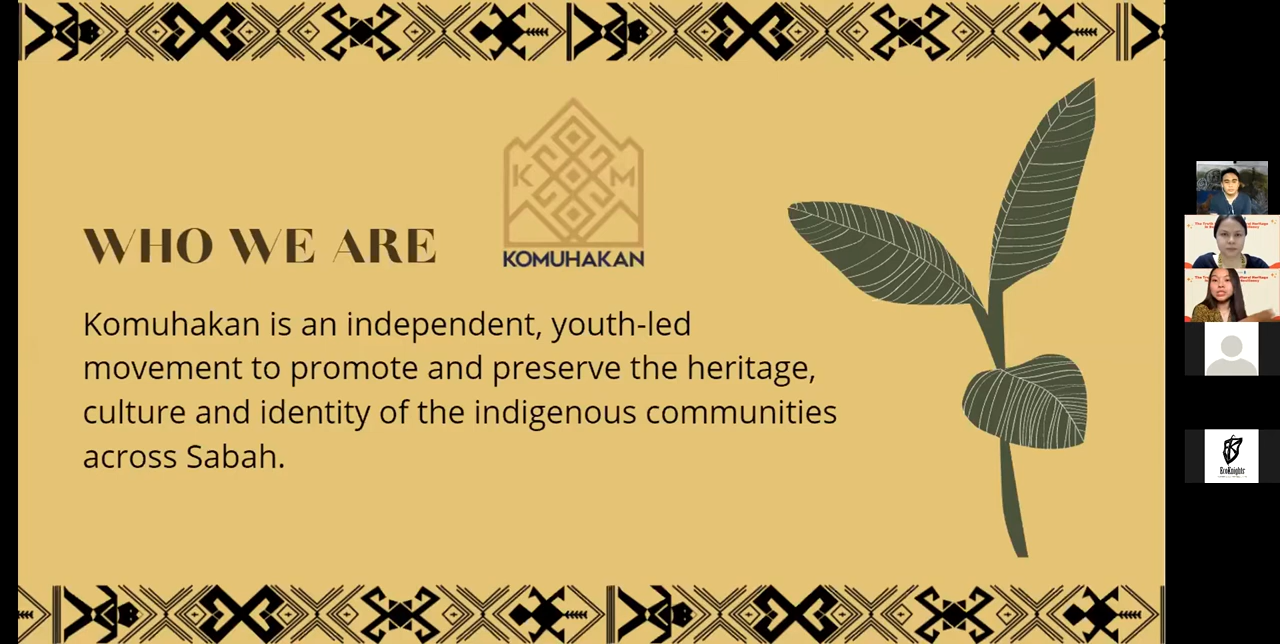 K M
KOMUHAKAN
WHO WE ARE
Komuhakan is an independent, youth-led
movement to promote and preserve the heritage,
culture and identity of the indigenous communities
across Sabah.
EcoKnights